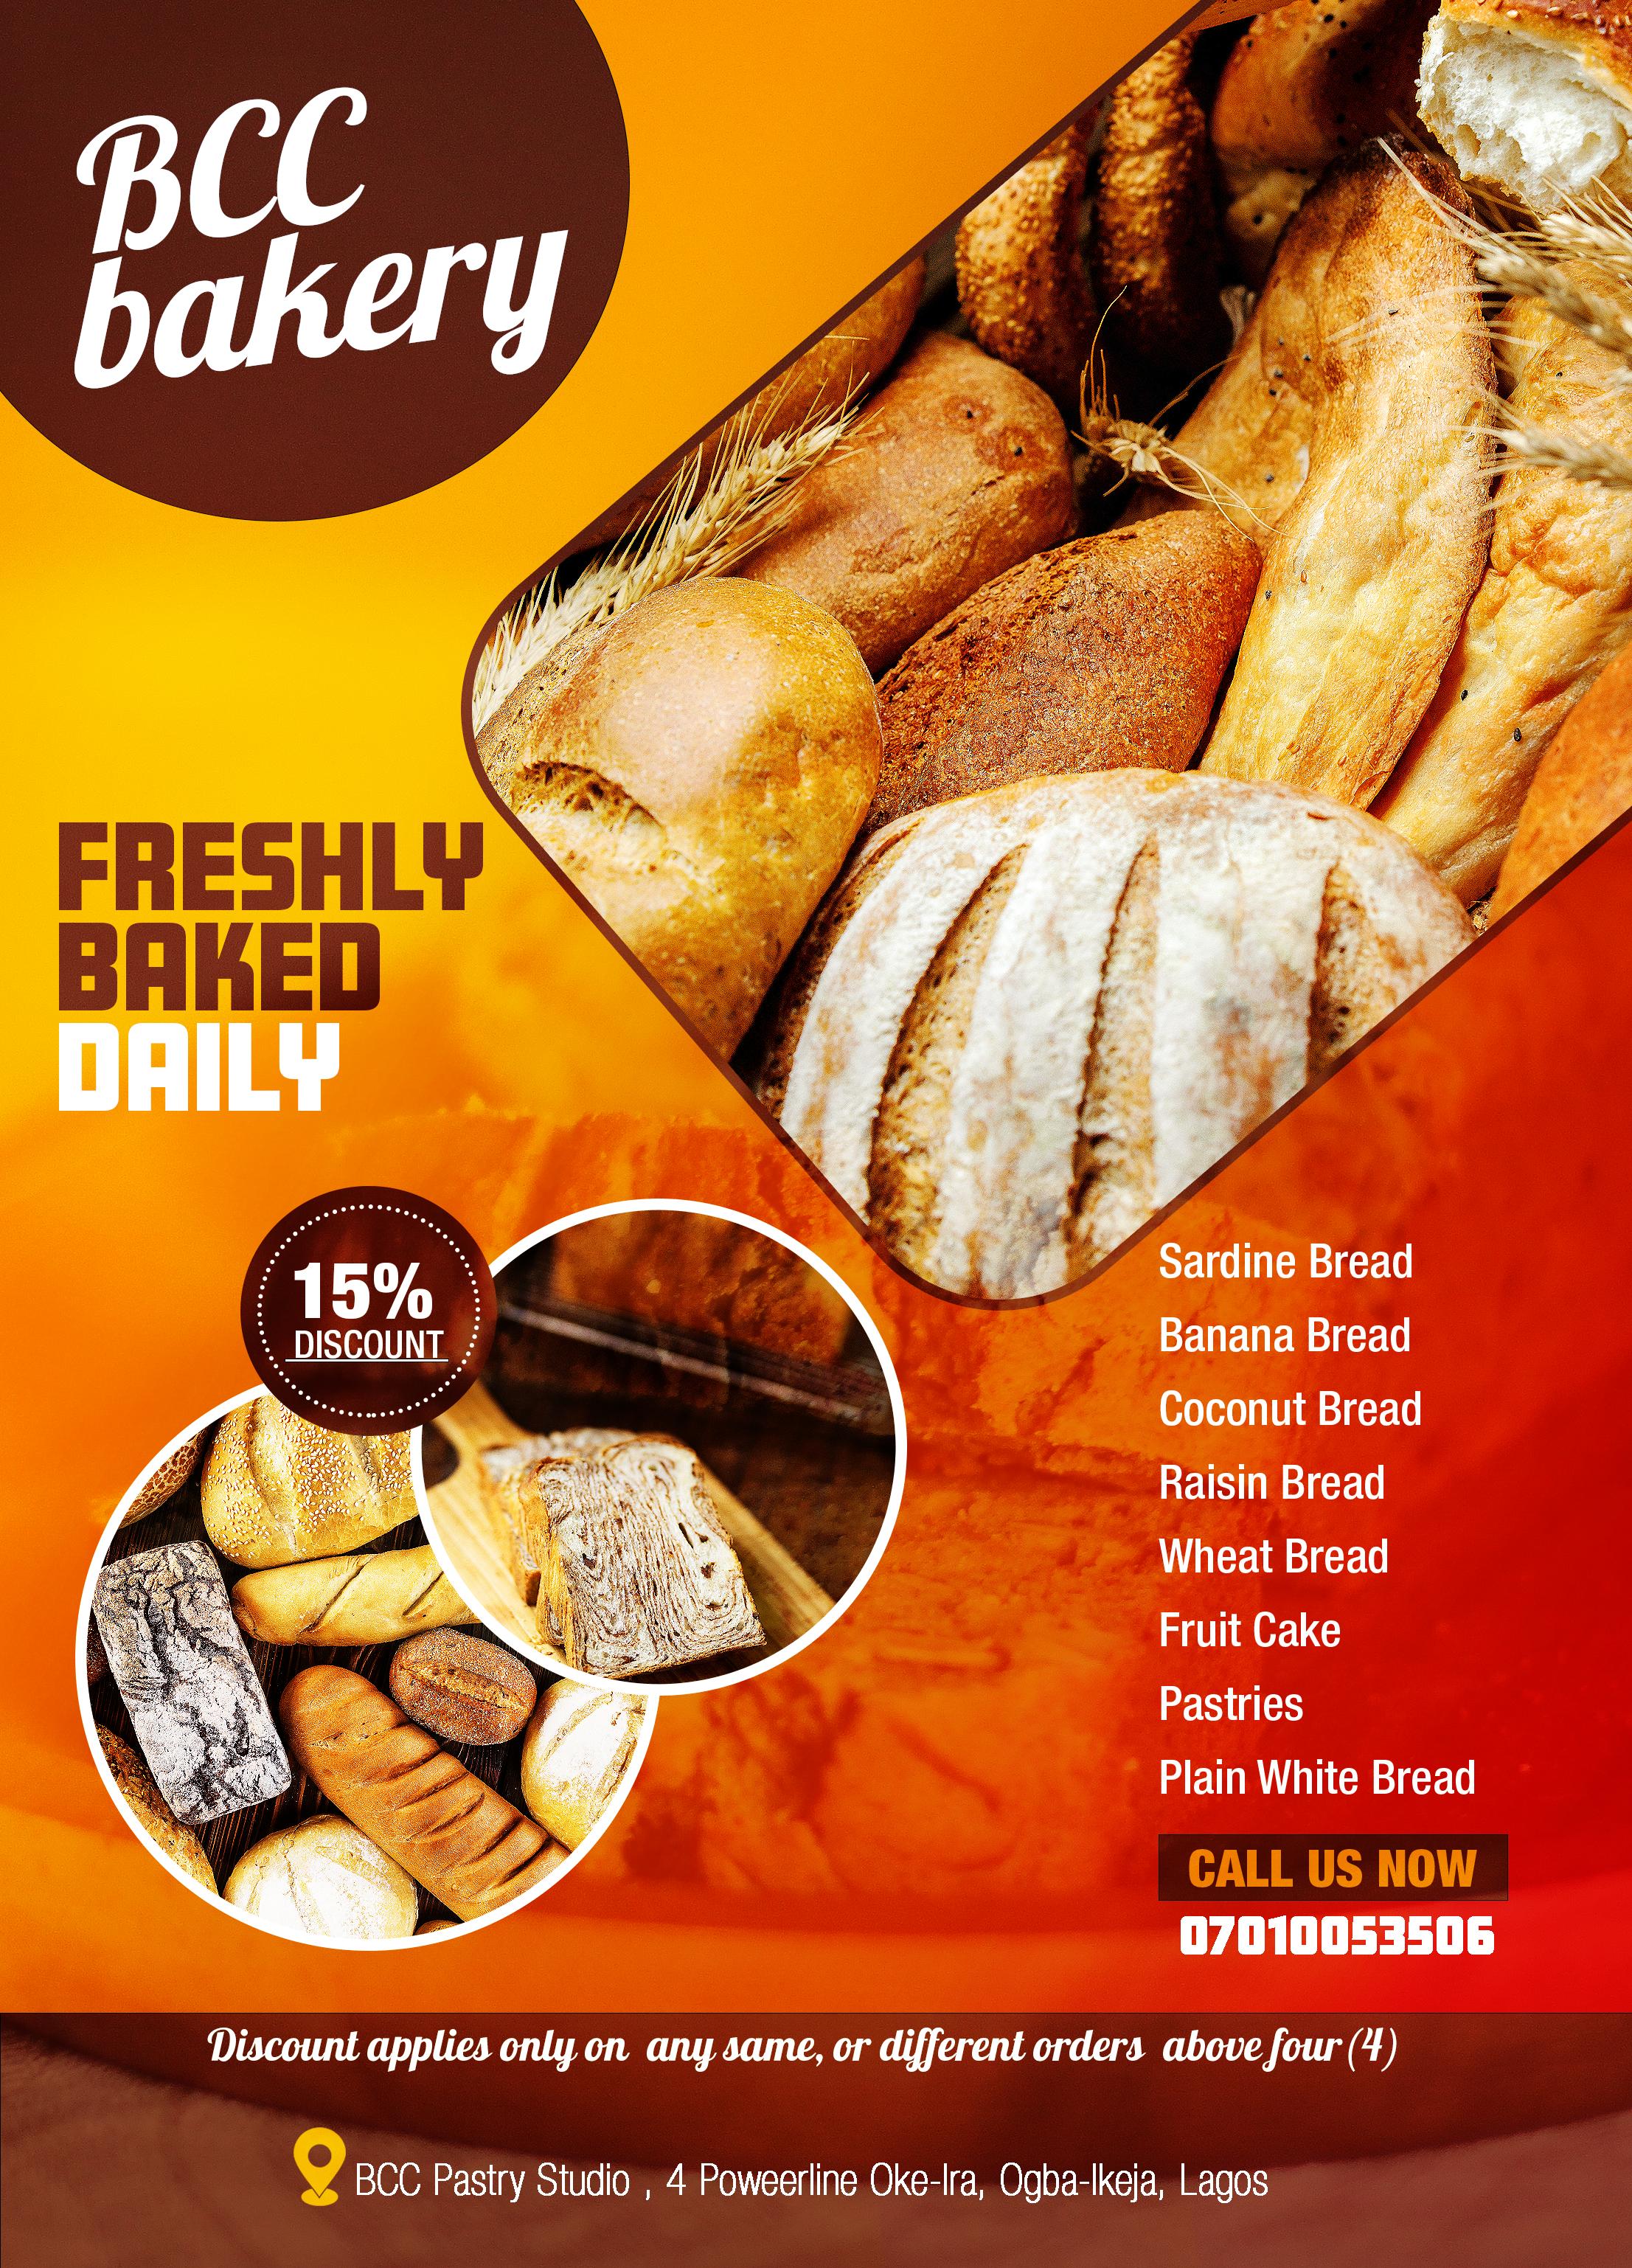 BCC
bakery
FRESHLY
BAKED
DAILY
15%
DISCOUNT
Sardine Bread
Banana Bread
Coconut Bread
Raisin Bread
Wheat Bread
Fruit Cake
Pastries
Plain White Bread
CALL US NOW
07010053506
Discount applies only on any same, or different orders above four (4)
BCC Pastry Studio , 4 Poweerline Oke-Ira, Ogba-Ikeja, Lagos